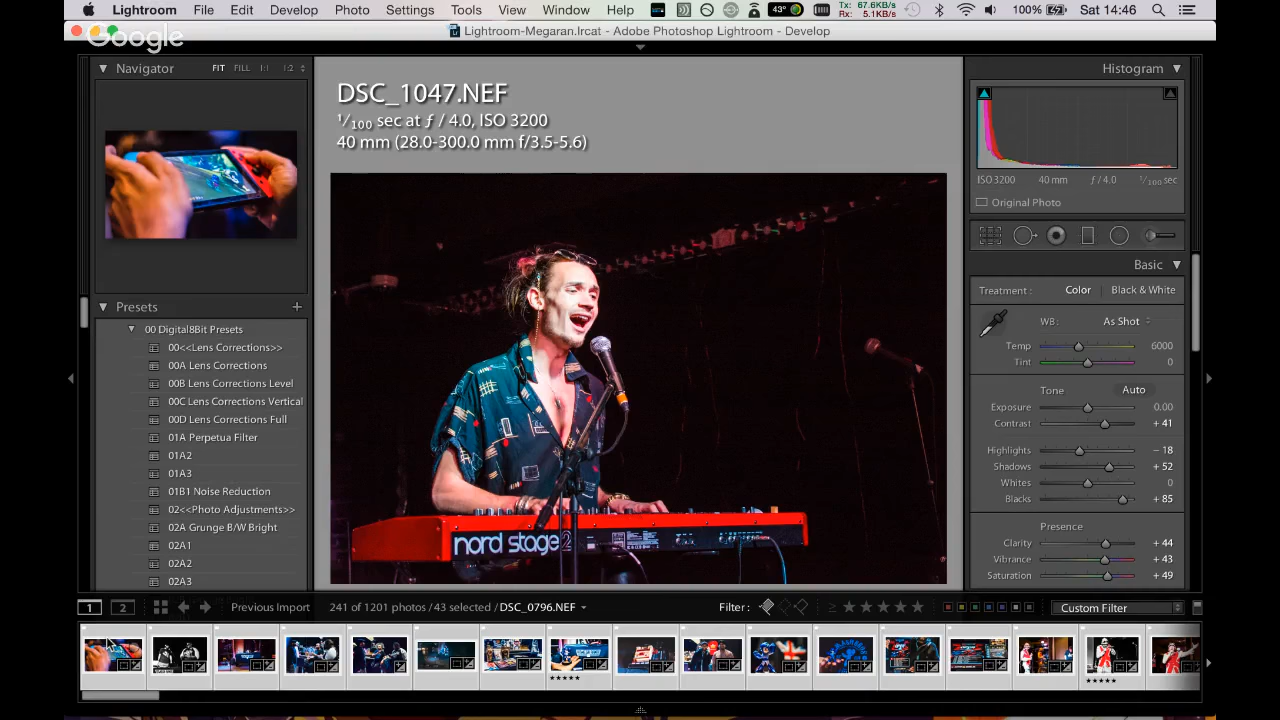 Lightroom File Edit Develop Photo Settings Tools View Window Help 43° Tx: 67.6KB/s Rx: 5.1KB/s 100% Sat 14:46
Google
Lightroom-Megaran.lrcat - Adobe Photoshop Lightroom - Develop
Navigator FIT FILL 1:1 1:2
Presets +
00 Digital8Bit Presets
00<<Lens Corrections>>
00A Lens Corrections
00B Lens Corrections Level
00C Lens Corrections Vertical
00D Lens Corrections Full
01A Perpetua Filter
01A2
01A3
01B1 Noise Reduction
02<<Photo Adjustments>>
02A Grunge B/W Bright
02A1
02A2
02A3
DSC_1047.NEF
1/100 sec at ƒ / 4.0, ISO 3200
40 mm (28.0-300.0 mm f/3.5-5.6)
nord stage 2
Histogram
ISO 3200 40 mm ƒ / 4.0 1/100 sec
Original Photo
Basic
Treatment: Color Black & White
WB: As Shot
Temp 6000
Tint 0
Tone Auto
Exposure 0.00
Contrast + 41
Highlights − 18
Shadows + 52
Whites 0
Blacks + 85
Presence
Clarity + 44
Vibrance + 43
Saturation + 49
1 2 Previous Import 241 of 1201 photos / 43 selected / DSC_0796.NEF Filter: ≥ ★★★★★ Custom Filter
★★★★★ ★★★★★